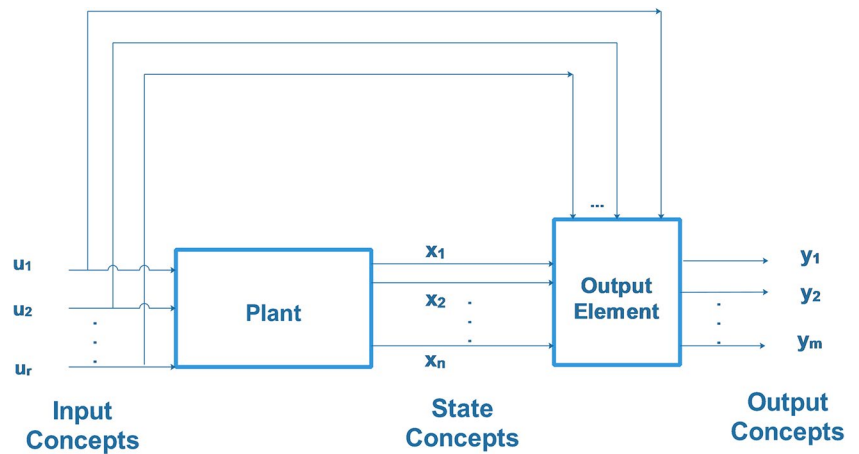 ...
u1
x1
y1
Output
Element
u2
Plant
x2
y2
ur
xn
ym
Input
Concepts
State
Concepts
Output
Concepts